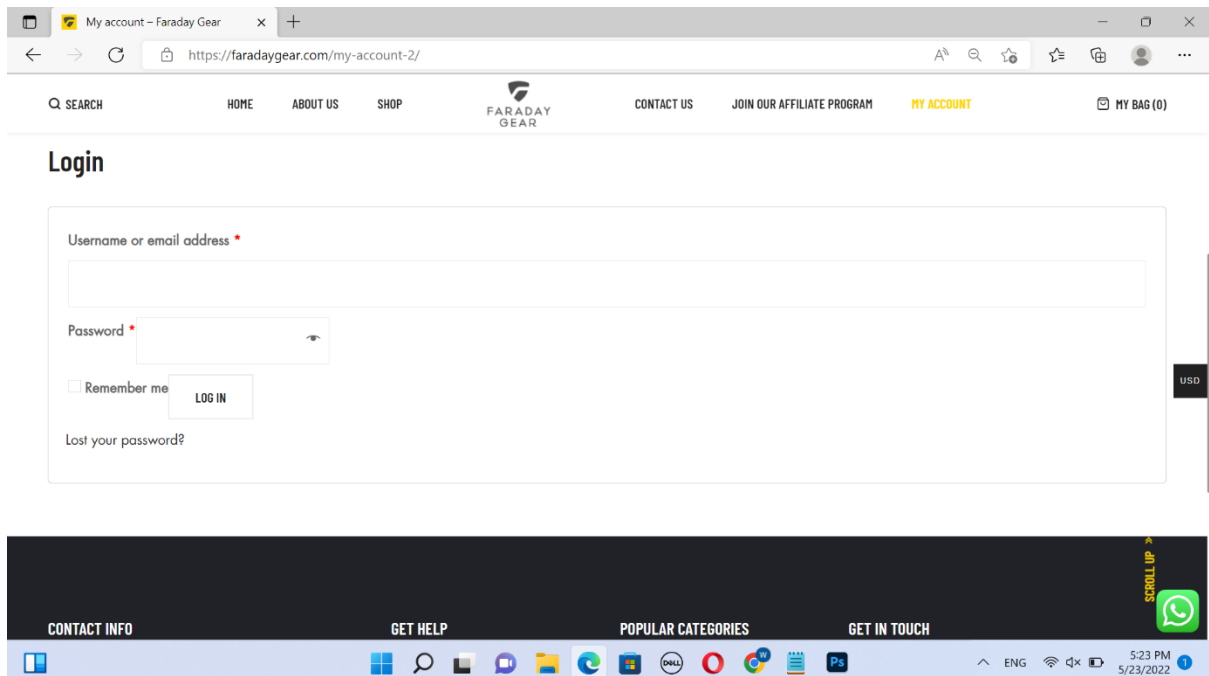 My account – Faraday Gear
https://faradaygear.com/my-account-2/
SEARCH HOME ABOUT US SHOP FARADAY GEAR CONTACT US JOIN OUR AFFILIATE PROGRAM MY ACCOUNT MY BAG (0)
Login
Username or email address *
Password *
Remember me LOG IN
USD
Lost your password?
SCROLL UP
CONTACT INFO GET HELP POPULAR CATEGORIES GET IN TOUCH
DELL W Ps ENG 5:23 PM
5/23/2022 1